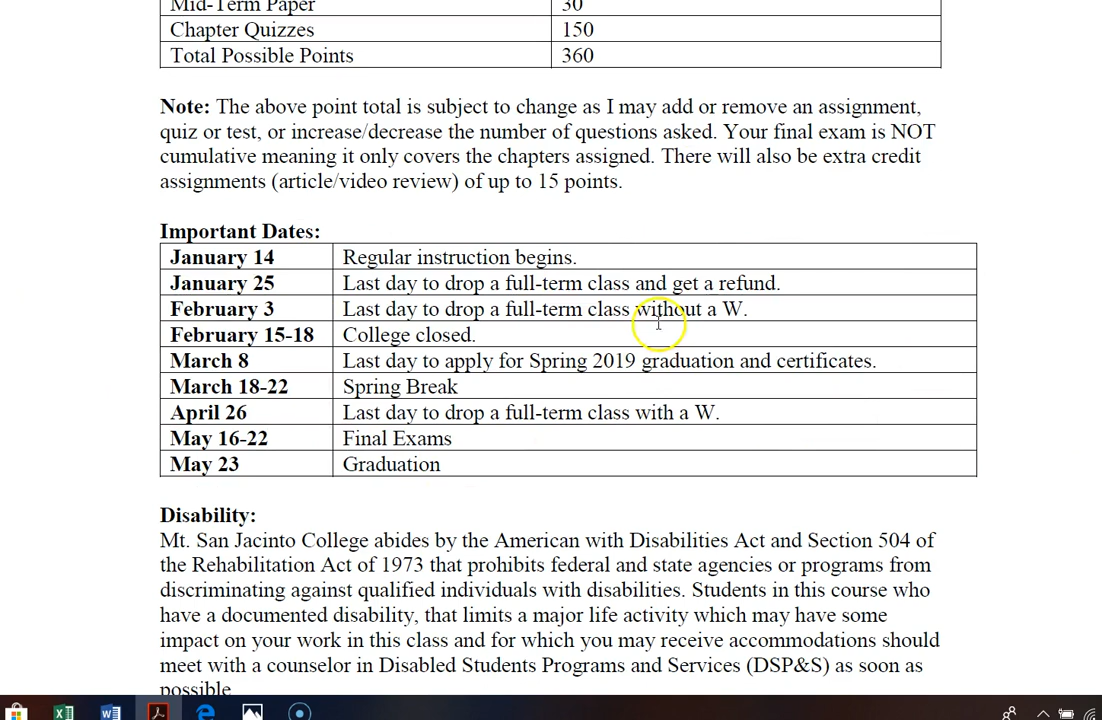 Mid-Term Paper 30
Chapter Quizzes 150
Total Possible Points 360
Note: The above point total is subject to change as I may add or remove an assignment,
quiz or test, or increase/decrease the number of questions asked. Your final exam is NOT
cumulative meaning it only covers the chapters assigned. There will also be extra credit
assignments (article/video review) of up to 15 points.
Important Dates:
January 14 Regular instruction begins.
January 25 Last day to drop a full-term class and get a refund.
February 3 Last day to drop a full-term class without a W.
February 15-18 College closed.
March 8 Last day to apply for Spring 2019 graduation and certificates.
March 18-22 Spring Break
April 26 Last day to drop a full-term class with a W.
May 16-22 Final Exams
May 23 Graduation
Disability:
Mt. San Jacinto College abides by the American with Disabilities Act and Section 504 of
the Rehabilitation Act of 1973 that prohibits federal and state agencies or programs from
discriminating against qualified individuals with disabilities. Students in this course who
have a documented disability, that limits a major life activity which may have some
impact on your work in this class and for which you may receive accommodations should
meet with a counselor in Disabled Students Programs and Services (DSP&S) as soon as
possible